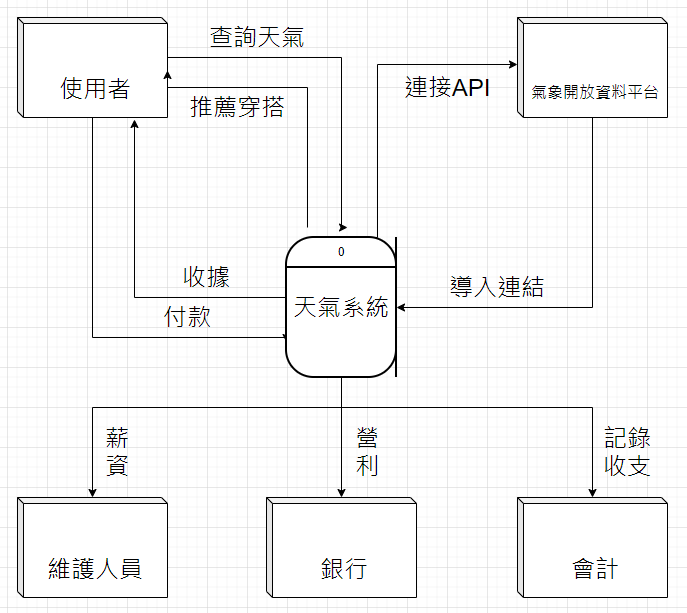 查詢天氣
使用者
推薦穿搭
連接API
氣象開放資料平台
0
天氣系統
收據
付款
導入連結
薪
資
營
利
記錄
收支
維護人員
銀行
會計